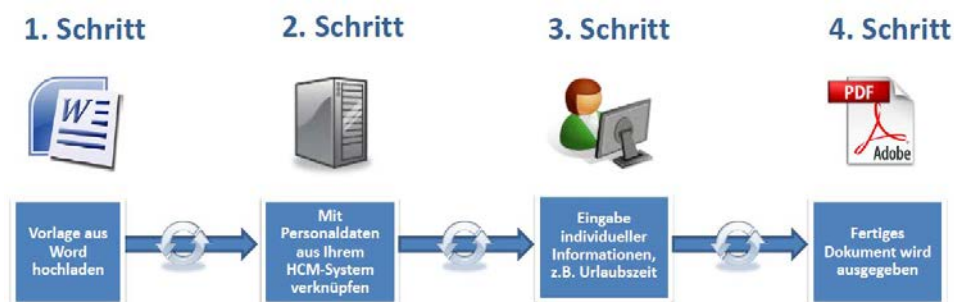 1. Schritt
2. Schritt
3. Schritt
4. Schritt
W
PDF
Adobe
Vorlage aus
Word
hochladen
Mit
Personaldaten
aus Ihrem
HCM-System
verknüpfen
Eingabe
individueller
Informationen,
z.B. Urlaubszeit
Fertiges
Dokument wird
ausgegeben